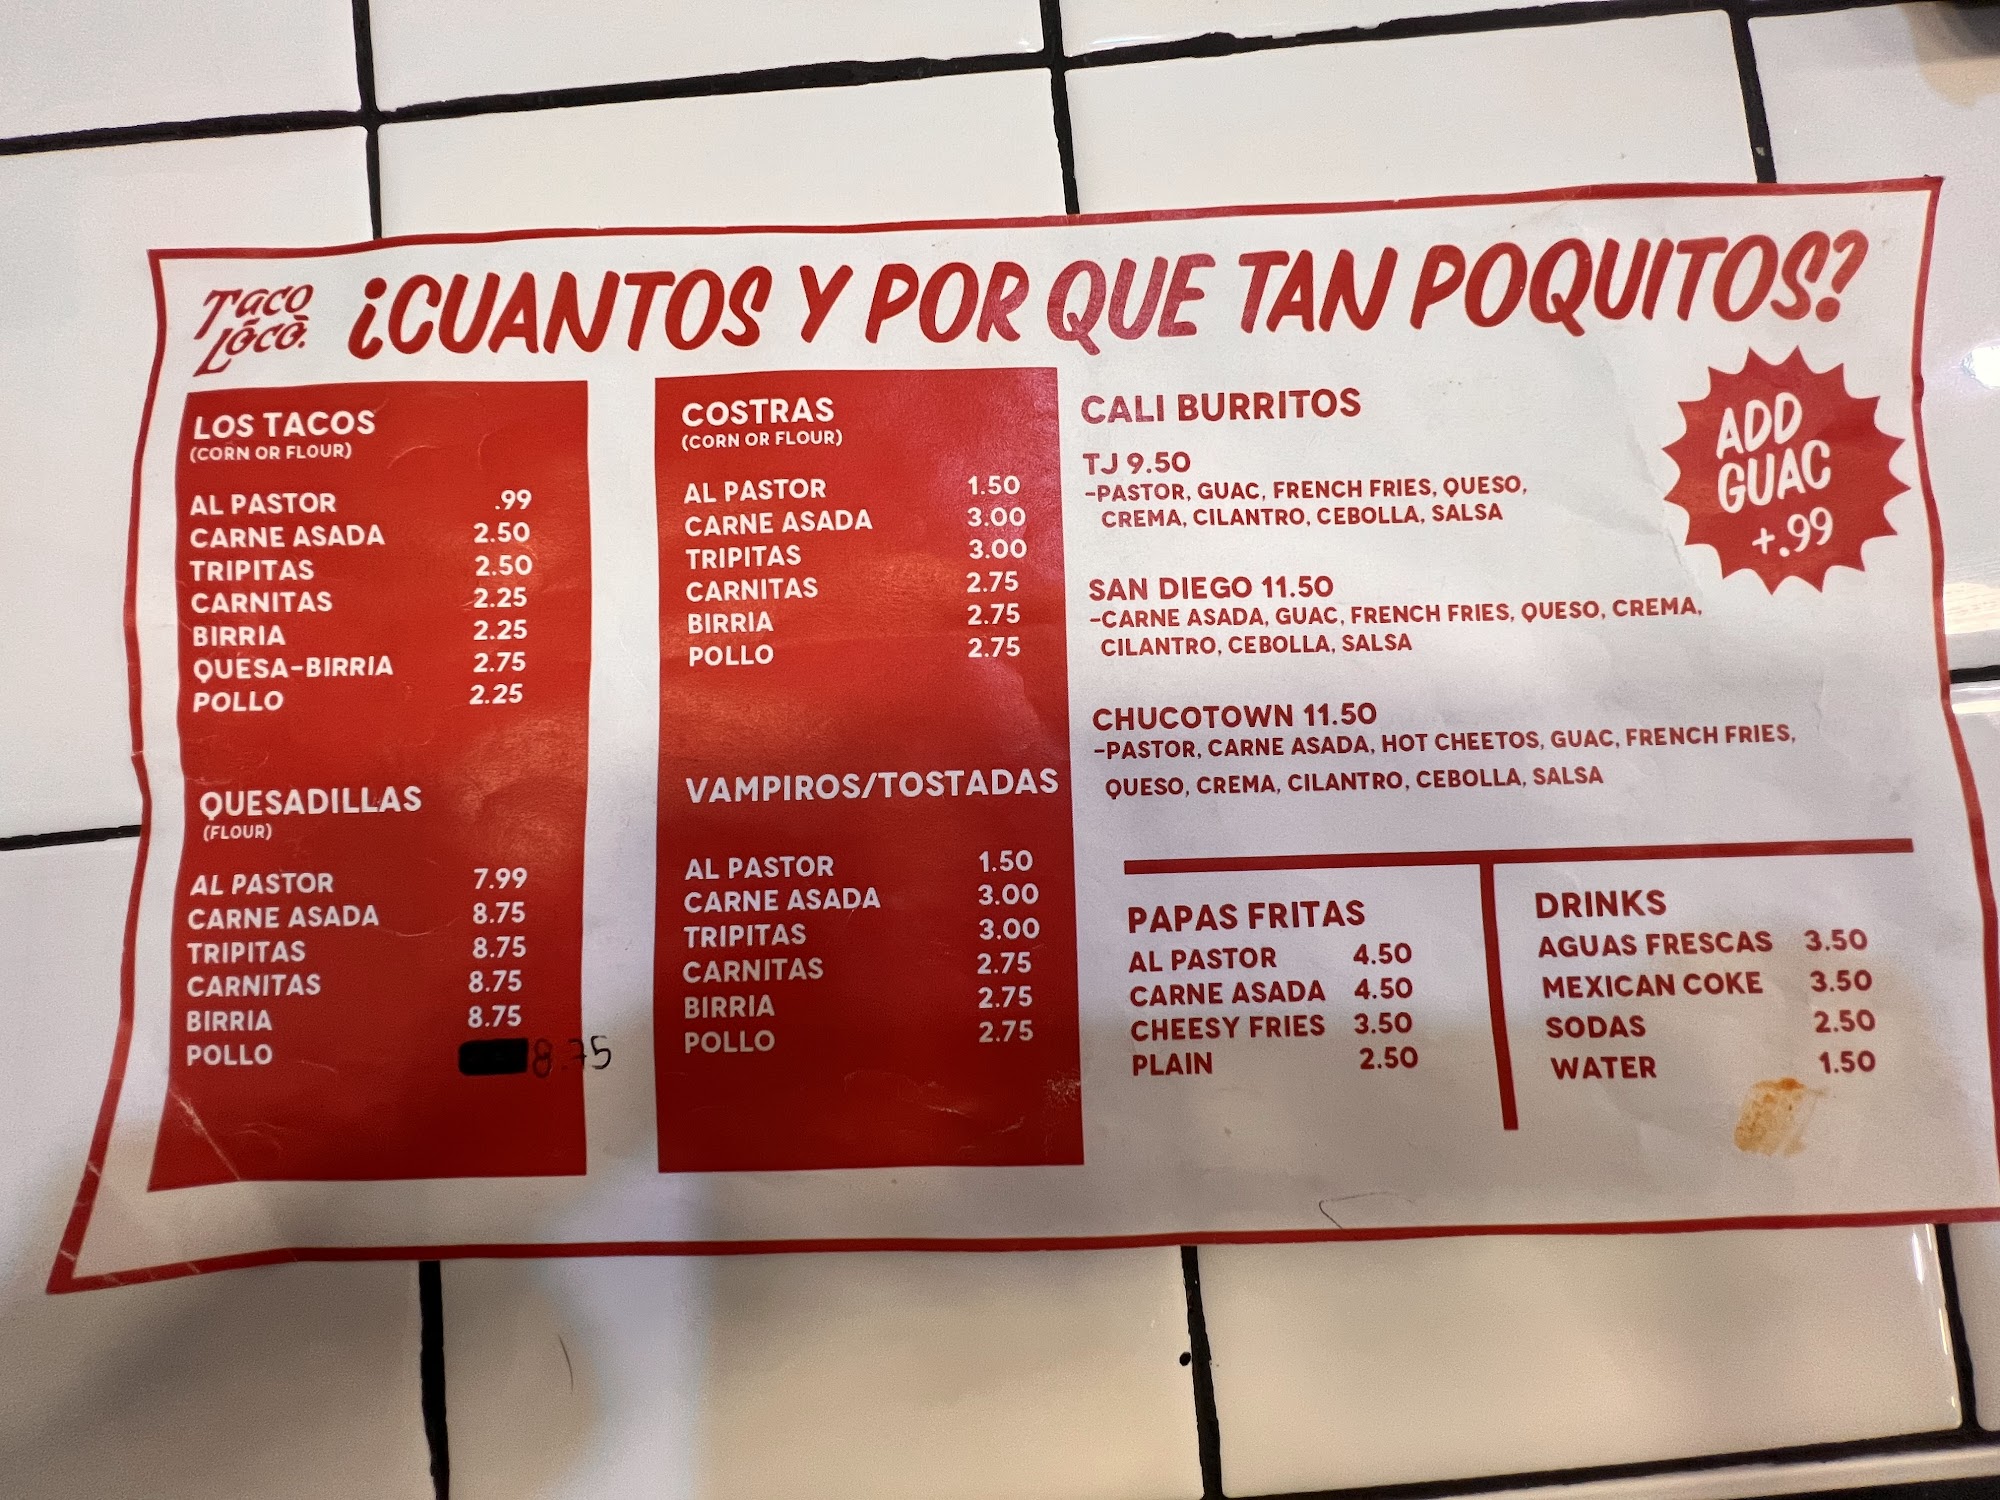 Taco
Lócò.
¿CUANTOS Y POR QUE TAN POQUITOS?
LOS TACOS
(CORN OR FLOUR)
AL PASTOR .99
CARNE ASADA 2.50
TRIPITAS 2.50
CARNITAS 2.25
BIRRIA 2.25
QUESA-BIRRIA 2.75
POLLO 2.25
QUESADILLAS
(FLOUR)
AL PASTOR 7.99
CARNE ASADA 8.75
TRIPITAS 8.75
CARNITAS 8.75
BIRRIA 8.75
POLLO 8.75
COSTRAS
(CORN OR FLOUR)
AL PASTOR 1.50
CARNE ASADA 3.00
TRIPITAS 3.00
CARNITAS 2.75
BIRRIA 2.75
POLLO 2.75
VAMPIROS/TOSTADAS
AL PASTOR 1.50
CARNE ASADA 3.00
TRIPITAS 3.00
CARNITAS 2.75
BIRRIA 2.75
POLLO 2.75
CALI BURRITOS
TJ 9.50
-PASTOR, GUAC, FRENCH FRIES, QUESO,
CREMA, CILANTRO, CEBOLLA, SALSA
SAN DIEGO 11.50
-CARNE ASADA, GUAC, FRENCH FRIES, QUESO, CREMA,
CILANTRO, CEBOLLA, SALSA
CHUCOTOWN 11.50
-PASTOR, CARNE ASADA, HOT CHEETOS, GUAC, FRENCH FRIES,
QUESO, CREMA, CILANTRO, CEBOLLA, SALSA
ADD
GUAC
+.99
PAPAS FRITAS
AL PASTOR 4.50
CARNE ASADA 4.50
CHEESY FRIES 3.50
PLAIN 2.50
DRINKS
AGUAS FRESCAS 3.50
MEXICAN COKE 3.50
SODAS 2.50
WATER 1.50